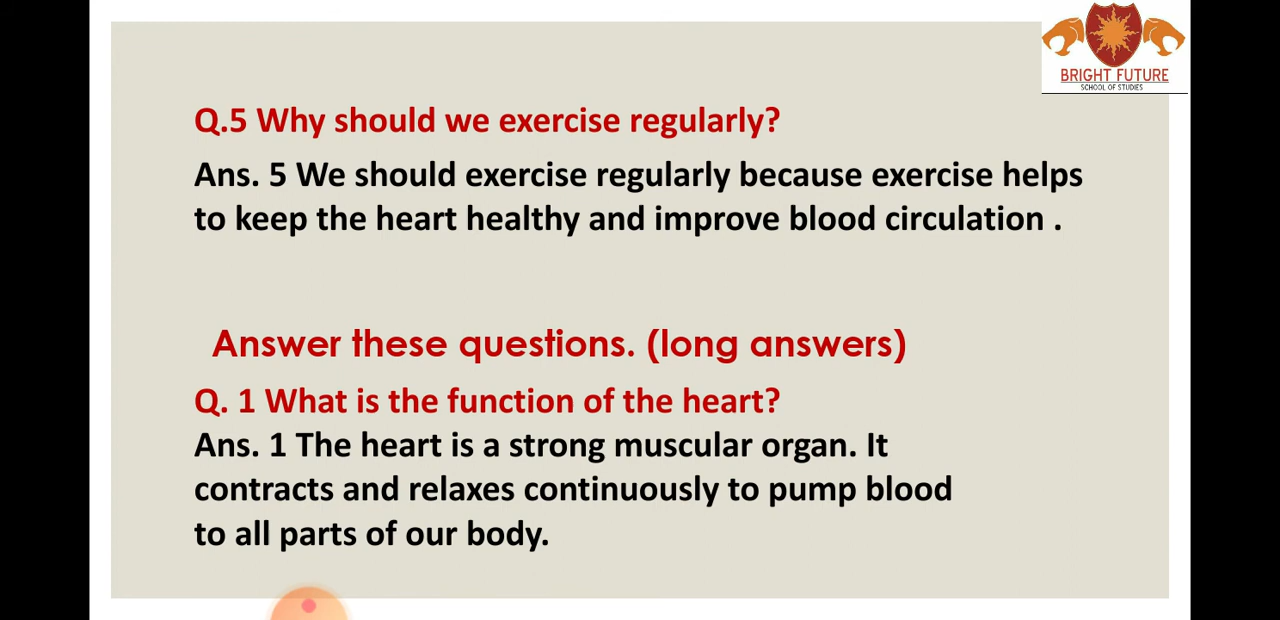 BRIGHT FUTURE
SCHOOL OF STUDIES
Q.5 Why should we exercise regularly?
Ans. 5 We should exercise regularly because exercise helps
to keep the heart healthy and improve blood circulation .
Answer these questions. (long answers)
Q. 1 What is the function of the heart?
Ans. 1 The heart is a strong muscular organ. It
contracts and relaxes continuously to pump blood
to all parts of our body.